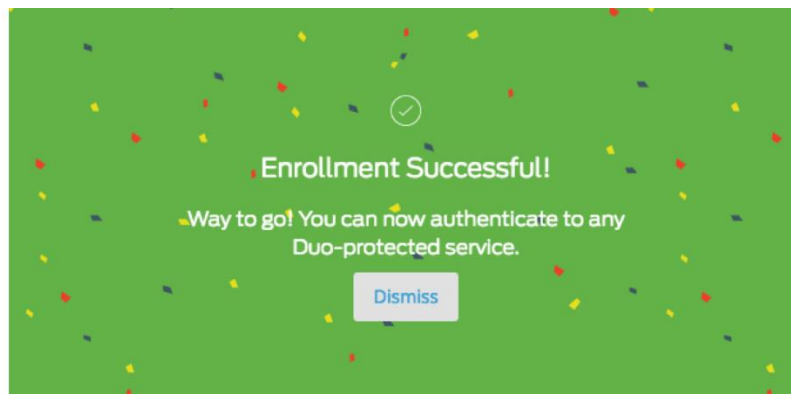 Enrollment Successful!
Way to go! You can now authenticate to any
Duo-protected service.
Dismiss